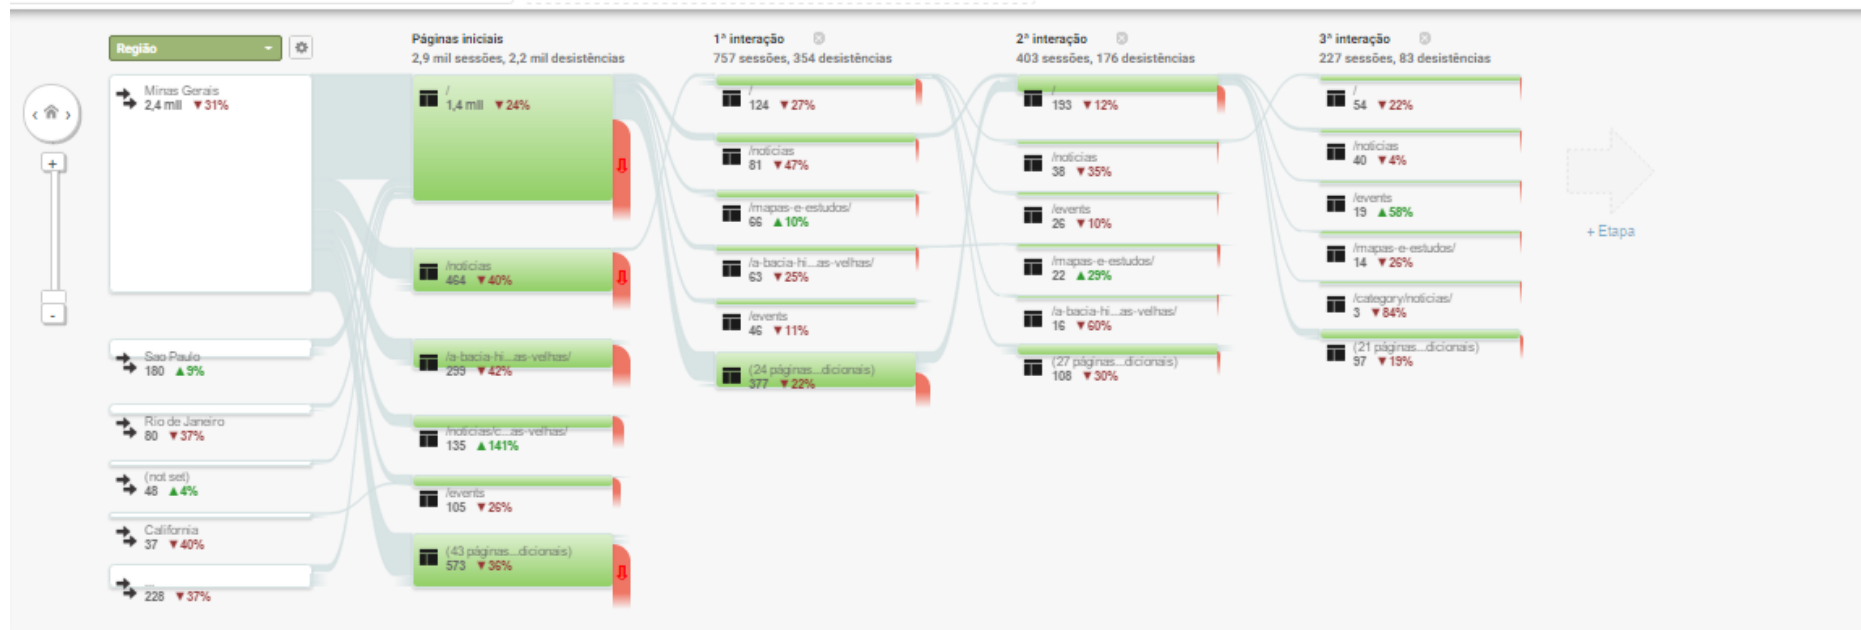 Região
Minas Gerais
2,4 mil ▼31%
Sao Paulo
180 ▲9%
Rio de Janeiro
80 ▼37%
(not set)
48 ▲4%
California
37 ▼40%
...
228 ▼37%
+
-
Páginas iniciais
2,9 mil sessões, 2,2 mil desistências
/
1,4 mil ▼24%
/noticias
464 ▼40%
/a-bacia-hi...as-velhas/
299 ▼42%
/noticias/c...as-velhas/
135 ▲141%
/events
105 ▼26%
(43 páginas...dicionais)
573 ▼36%
1ª interação
757 sessões, 354 desistências
/
124 ▼27%
/noticias
81 ▼47%
/mapas-e-estudos/
66 ▲10%
/a-bacia-hi...as-velhas/
63 ▼25%
/events
46 ▼11%
(24 páginas...dicionais)
377 ▼22%
2ª interação
403 sessões, 176 desistências
/
193 ▼12%
/noticias
38 ▼35%
/events
26 ▼10%
/mapas-e-estudos/
22 ▲29%
/a-bacia-hi...as-velhas/
16 ▼60%
(27 páginas...dicionais)
108 ▼30%
3ª interação
227 sessões, 83 desistências
/
54 ▼22%
/noticias
40 ▼4%
/events
19 ▲58%
/mapas-e-estudos/
14 ▼26%
/category/noticias/
3 ▼84%
(21 páginas...dicionais)
97 ▼19%
+ Etapa